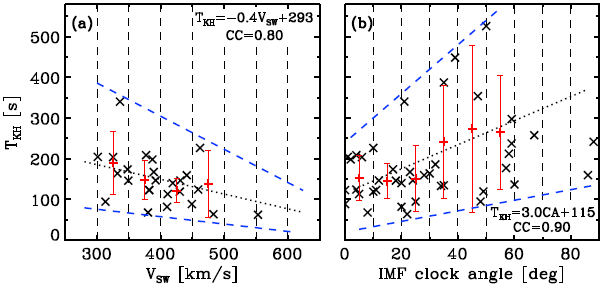 (a)
T_KH=−0.4V_SW+293
CC=0.80
(b)
T_KH=3.0CA+115
CC=0.90
T_KH [s]
500
400
300
200
100
0
300 400 500 600
V_SW [km/s]
0 20 40 60 80
IMF clock angle [deg]